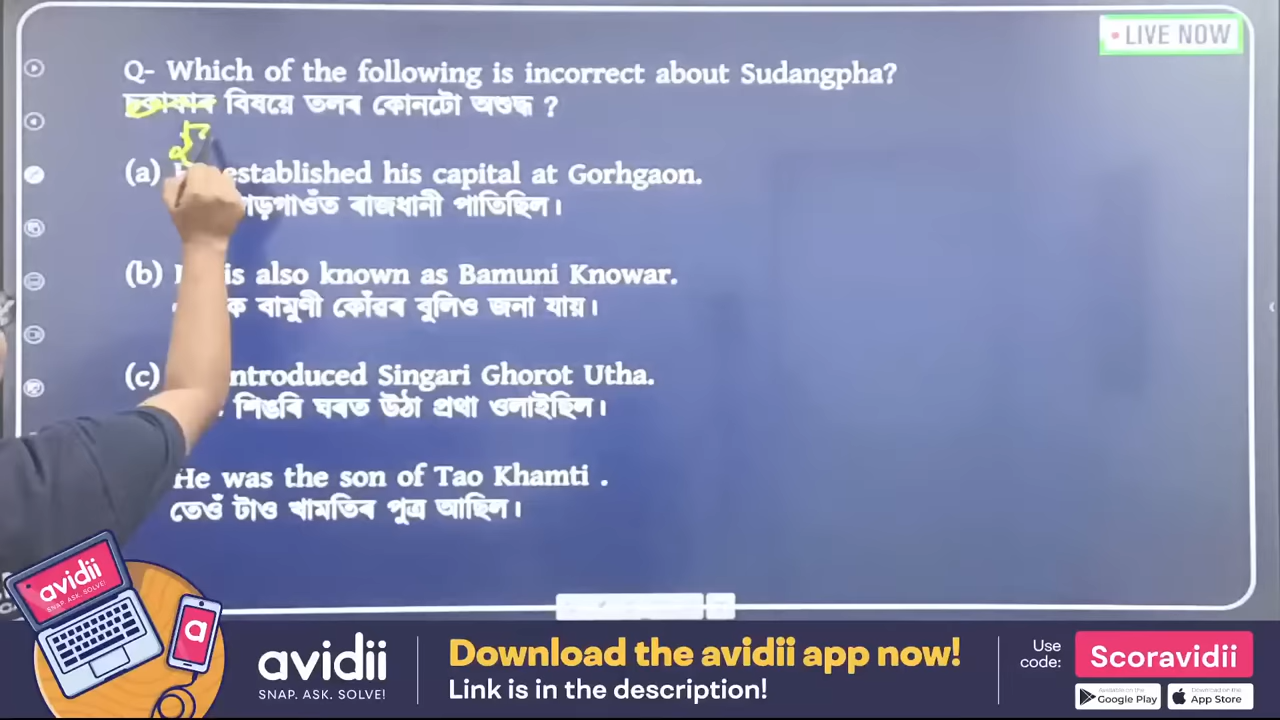 LIVE NOW
Q- Which of the following is incorrect about Sudangpha?
চকাফাৰ বিষয়ে তলৰ কোনটো অশুদ্ধ ?
(a) established his capital at Gorhgaon.
ৰাজধানী পাতিছিল।
(b) is also known as Bamuni Knowar.
বামুণী কোঁৱৰ বুলিও জনা যায়।
(c) introduced Singari Ghorot Utha.
শিঙৰি ঘৰত উঠা প্ৰথা ওলাইছিল।
He was the son of Tao Khamti .
তেওঁ টাও খামতিৰ পুত্ৰ আছিল।
avidii
SNAP. ASK. SOLVE!
a
avidii
SNAP. ASK. SOLVE!
Download the avidii app now!
Link is in the description!
Use code:
Scoravidii
Google Play
App Store